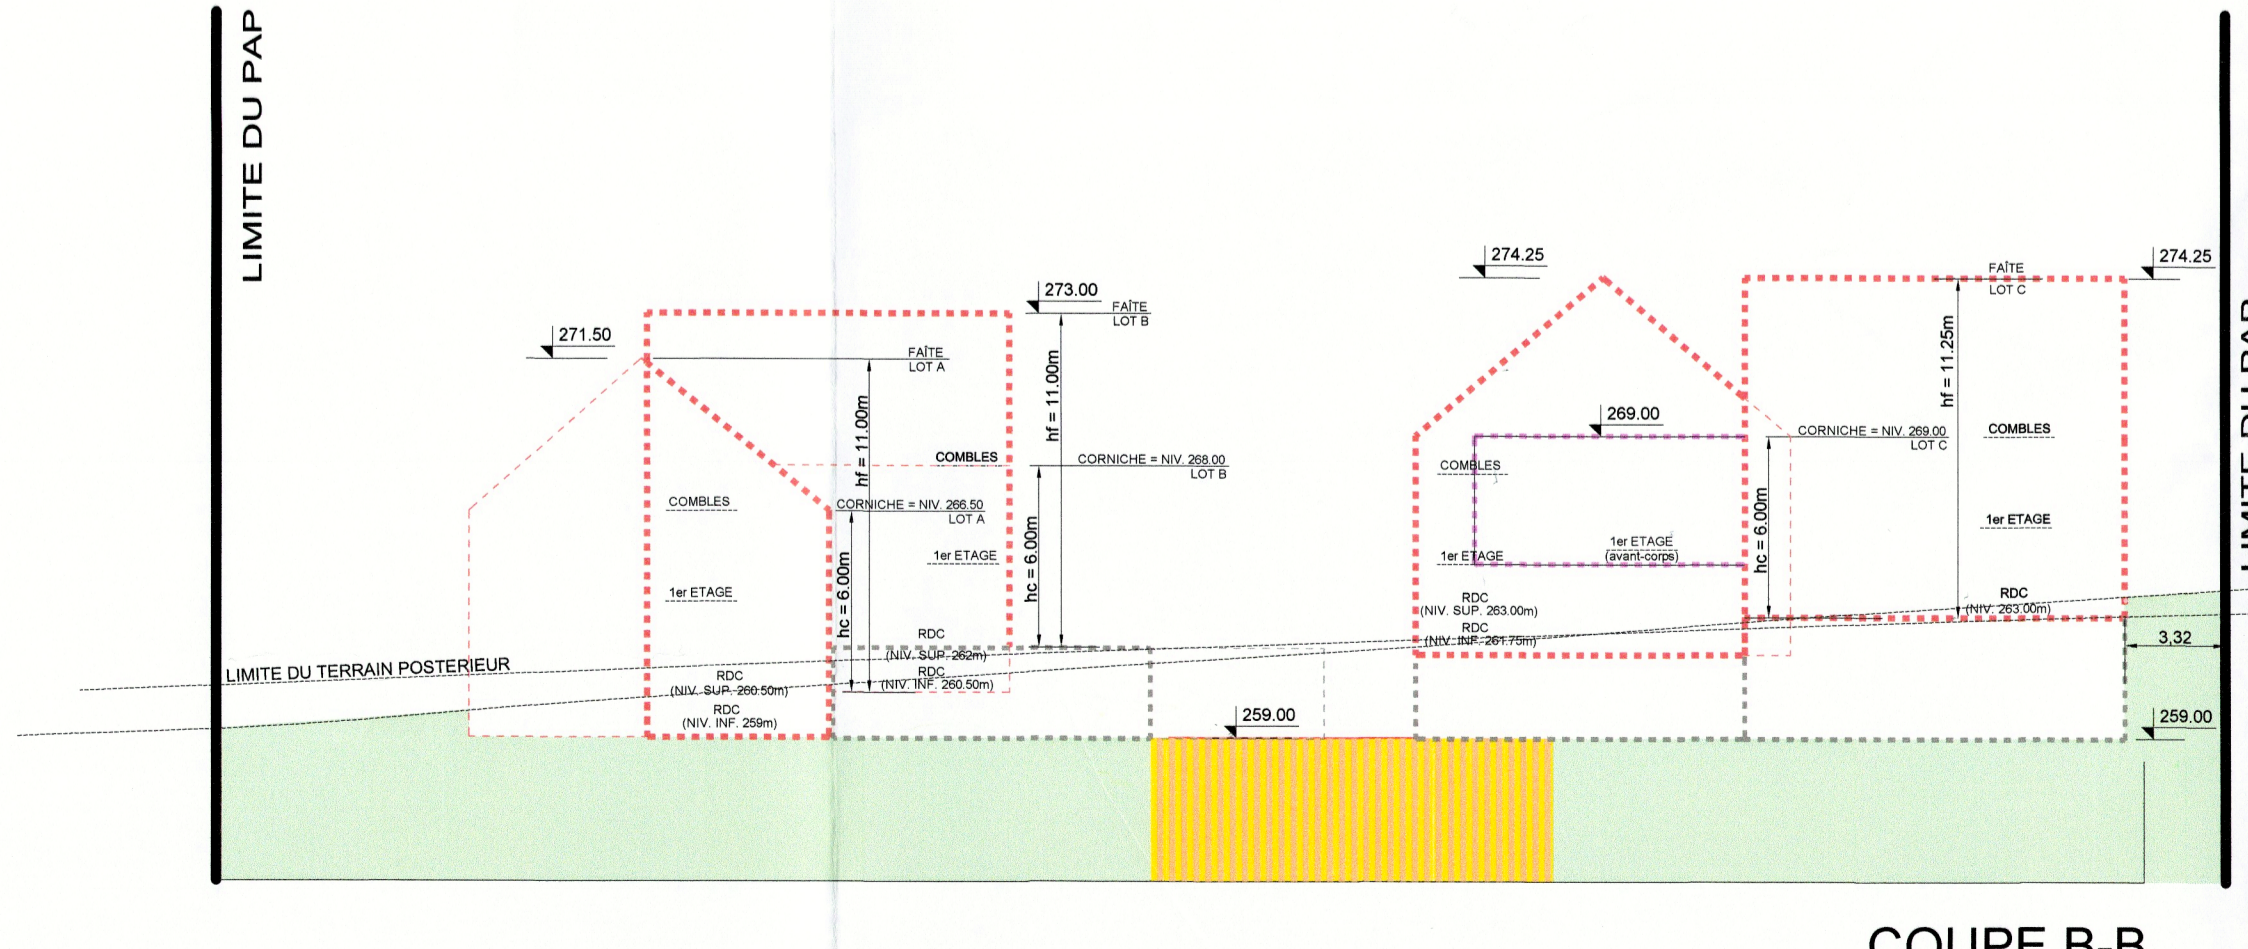 LIMITE DU PAP
271.50
273.00
FAÎTE
LOT B
FAÎTE
LOT A
hf = 11.00m
hf = 11.00m
COMBLES
CORNICHE = NIV. 268.00
LOT B
COMBLES
CORNICHE = NIV. 266.50
LOT A
1er ETAGE
1er ETAGE
hc = 6.00m
hc = 6.00m
RDC
(NIV. SUP. 262m)
RDC
(NIV. INF. 260.50m)
LIMITE DU TERRAIN POSTERIEUR
RDC
(NIV. SUP. 260.50m)
RDC
(NIV. INF. 259m)
259.00
274.25
269.00
COMBLES
1er ETAGE
1er ETAGE
(avant-corps)
RDC
(NIV. SUP. 263.00m)
RDC
(NIV. INF. 261.75m)
hc = 6.00m
CORNICHE = NIV. 269.00
LOT C
FAÎTE
LOT C
274.25
hf = 11.25m
COMBLES
1er ETAGE
RDC
(NIV. 263.00m)
3,32
259.00
LIMITE DU PAP
COUPE B-B